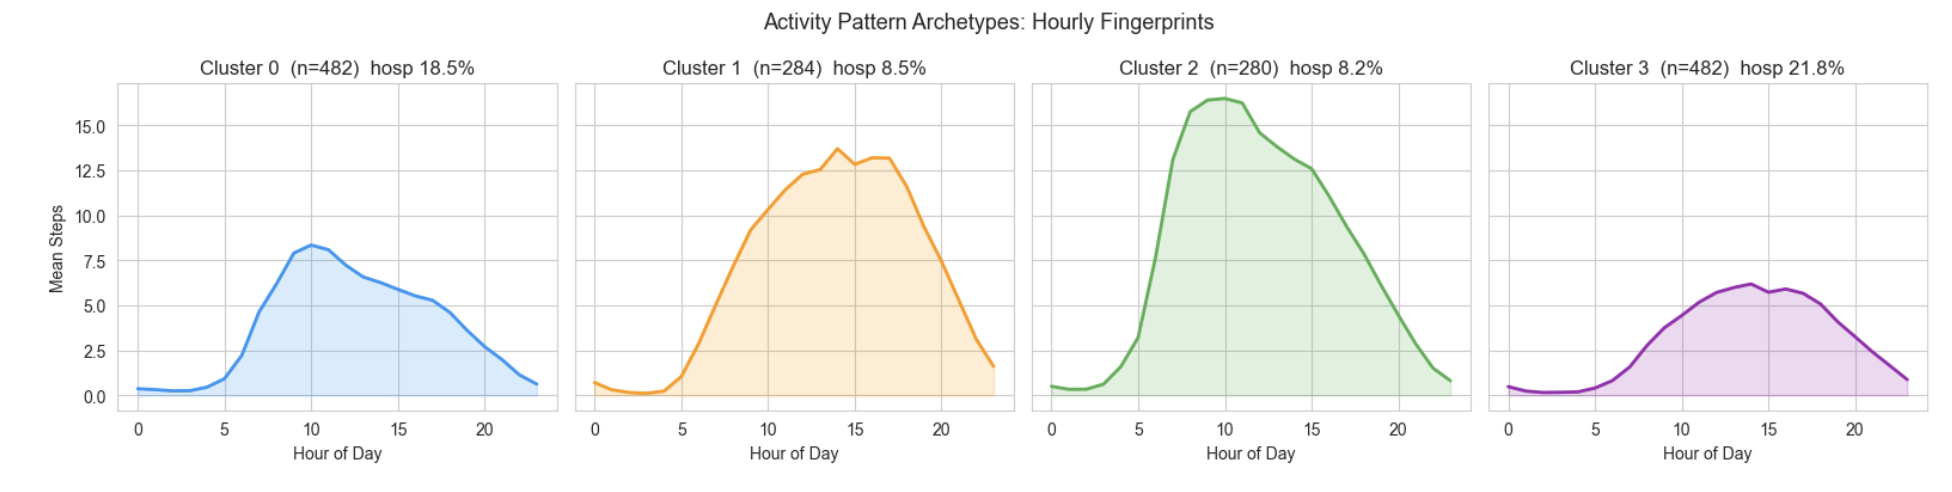 Activity Pattern Archetypes: Hourly Fingerprints
Cluster 0  (n=482)  hosp 18.5%
Cluster 1  (n=284)  hosp 8.5%
Cluster 2  (n=280)  hosp 8.2%
Cluster 3  (n=482)  hosp 21.8%
Mean Steps
15.0
12.5
10.0
7.5
5.0
2.5
0.0
0 5 10 15 20
0 5 10 15 20
0 5 10 15 20
0 5 10 15 20
Hour of Day
Hour of Day
Hour of Day
Hour of Day